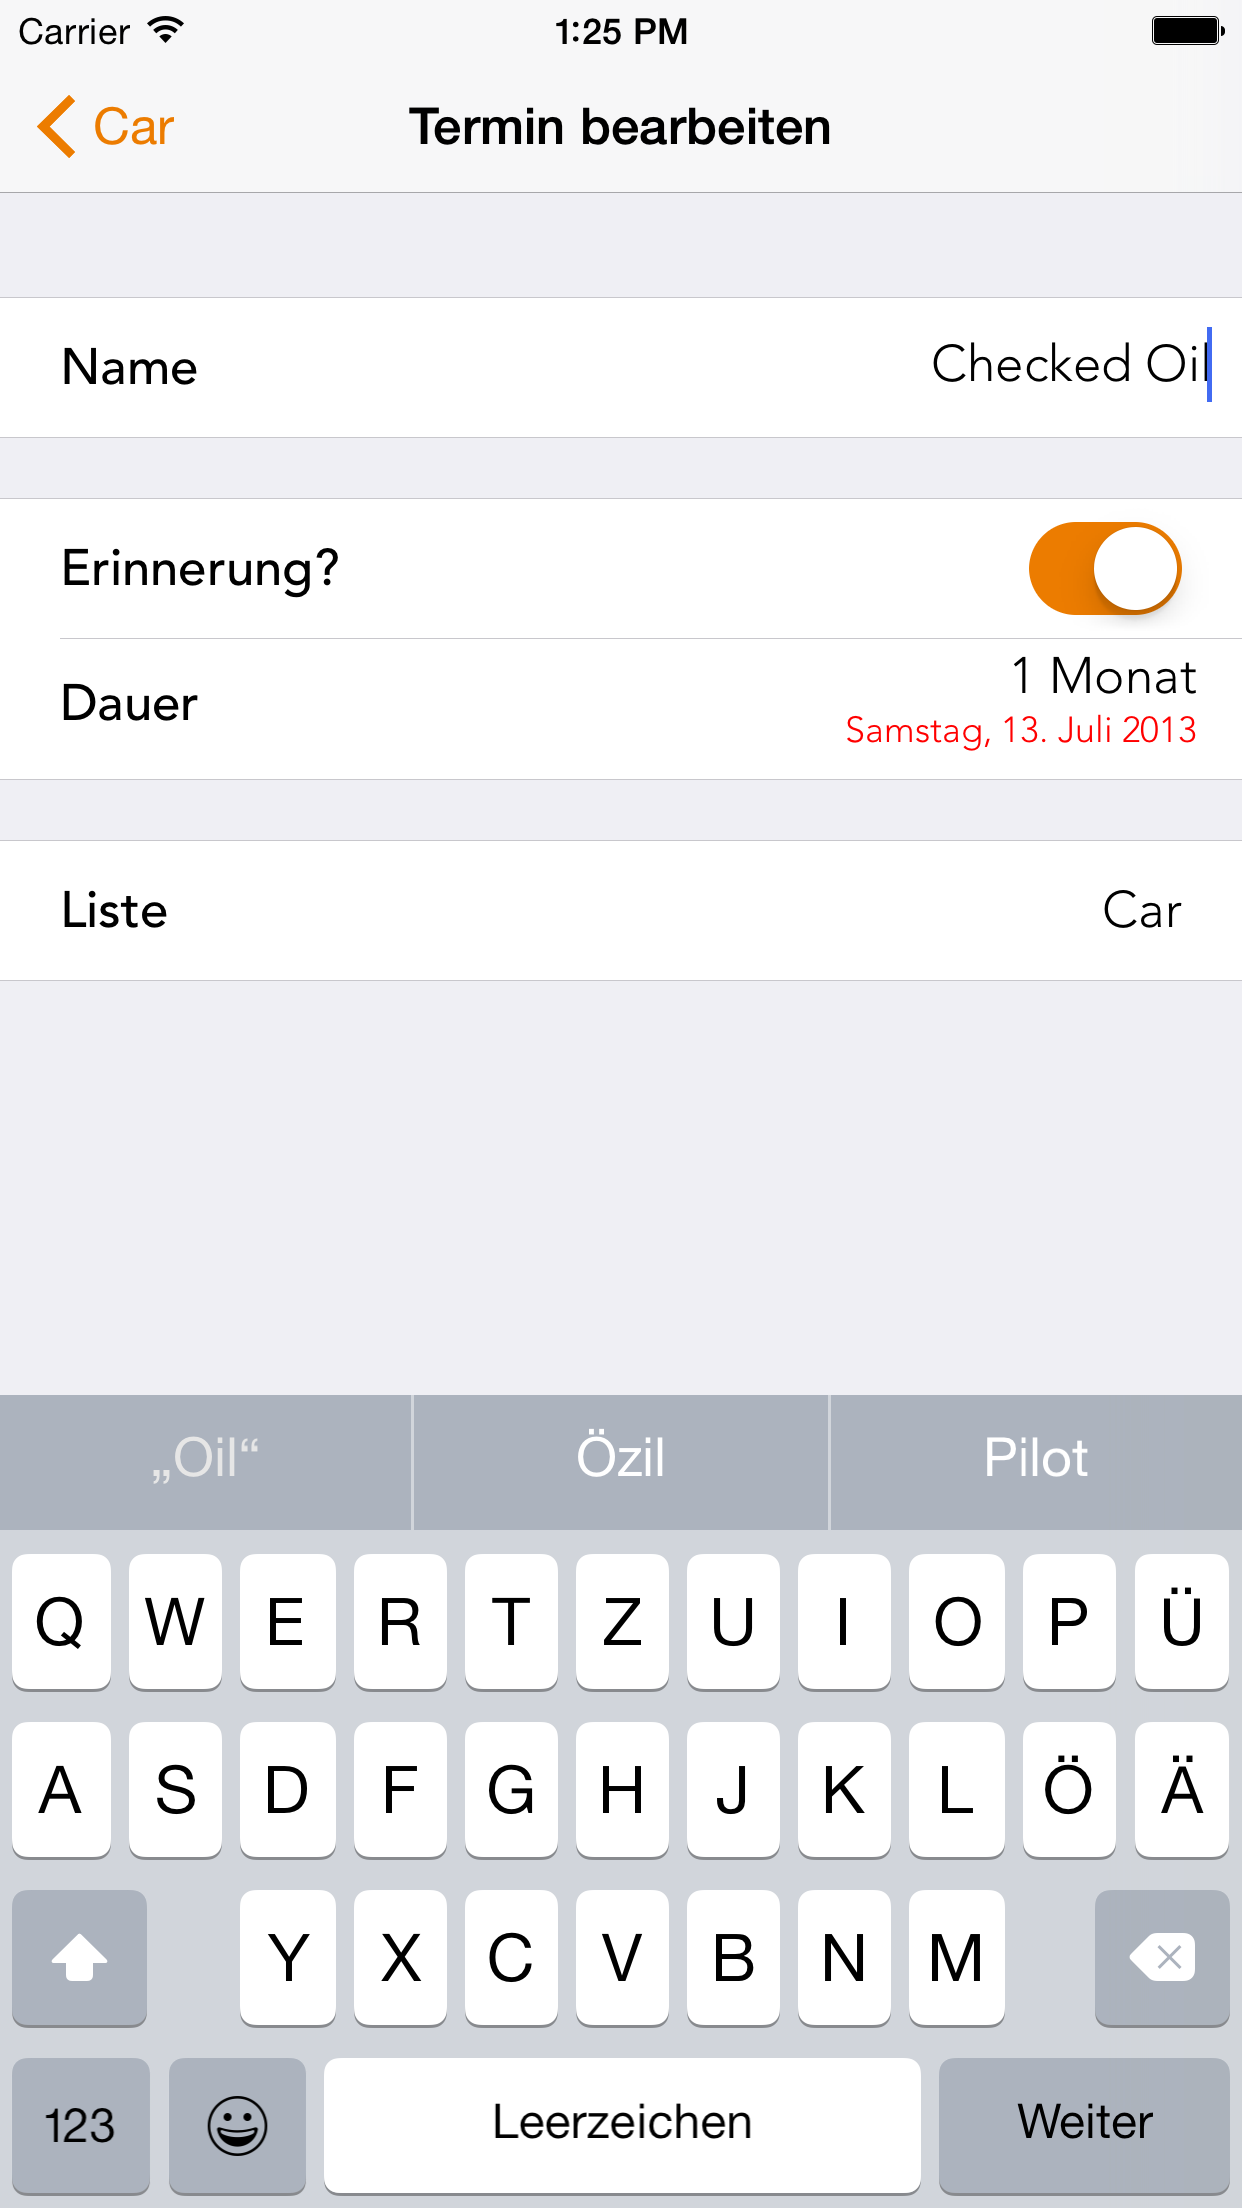 Carrier 1:25 PM
Car Termin bearbeiten
Name Checked Oil
Erinnerung?
Dauer 1 Monat
Samstag, 13. Juli 2013
Liste Car
„Oil“ Özil Pilot
Q W E R T Z U I O P Ü
A S D F G H J K L Ö Ä
Y X C V B N M
123 Leerzeichen Weiter